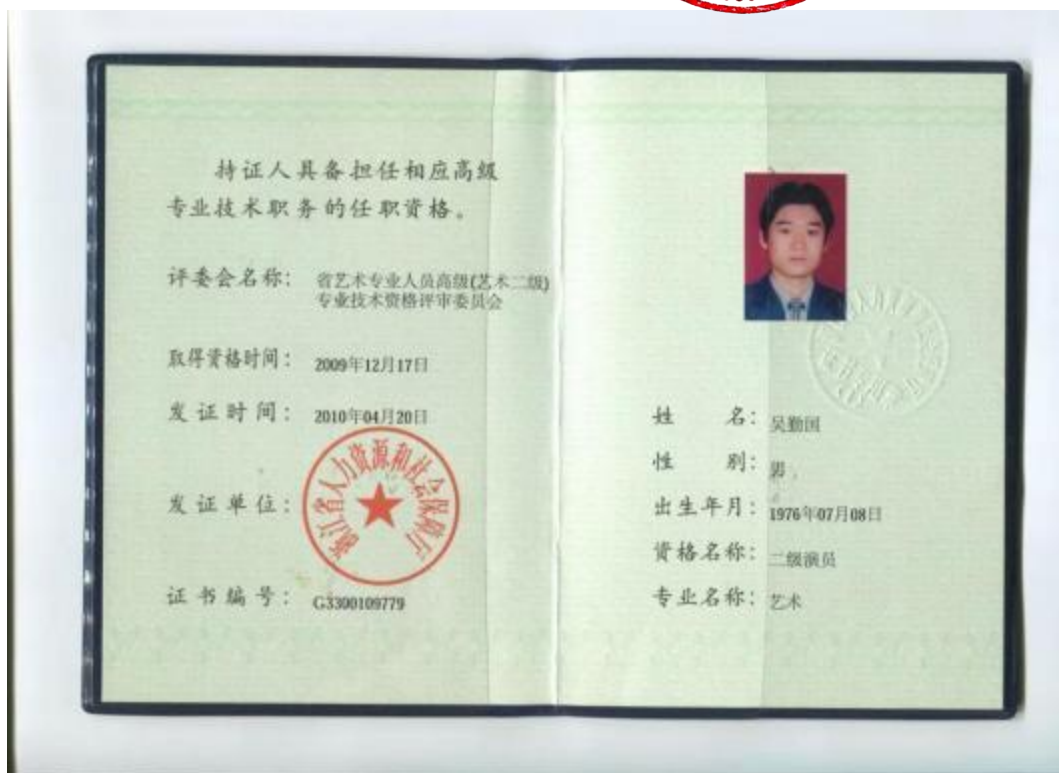 持证人具备担任相应高级
专业技术职务的任职资格。
评委会名称： 省艺术专业人员高级(艺术二级)
专业技术资格评审委员会
取得资格时间： 2009年12月17日
发证时间： 2010年04月20日
发证单位：
浙江省人力资源和社会保障厅
证书编号： G3300109779
姓 名： 吴勤国
性 别： 男
出生年月： 1976年07月08日
资格名称： 二级演员
专业名称： 艺术